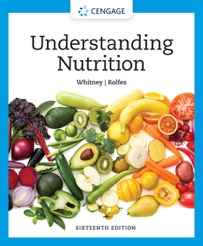 CENGAGE
Understanding
Nutrition
Whitney | Rolfes
SIXTEENTH EDITION